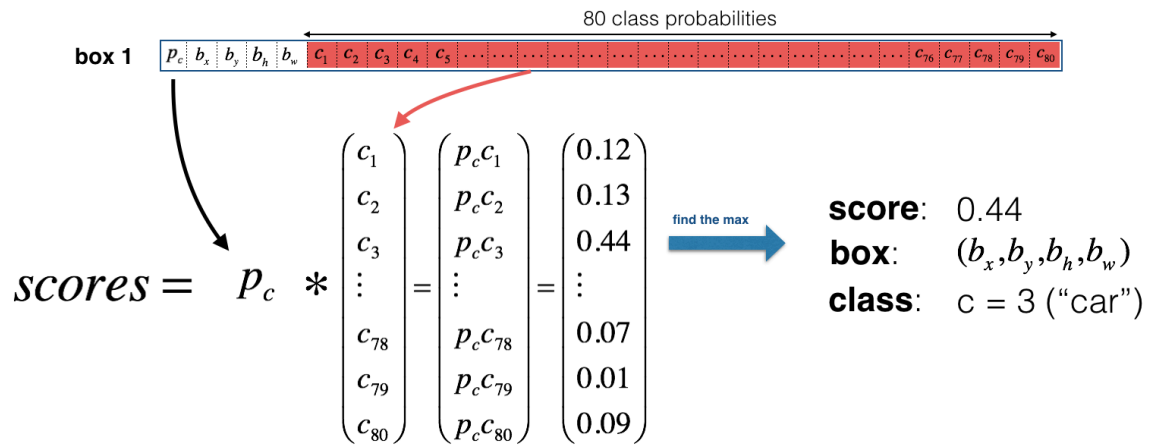 80 class probabilities
box 1 p_c b_x b_y b_h b_w c_1 c_2 c_3 c_4 c_5 ... c_76 c_77 c_78 c_79 c_80
scores = p_c * ( c_1 c_2 c_3 ⋮ c_78 c_79 c_80 ) = ( p_c c_1 p_c c_2 p_c c_3 ⋮ p_c c_78 p_c c_79 p_c c_80 ) = ( 0.12 0.13 0.44 ⋮ 0.07 0.01 0.09 )
find the max
score: 0.44
box: (b_x,b_y,b_h,b_w)
class: c = 3 (“car”)